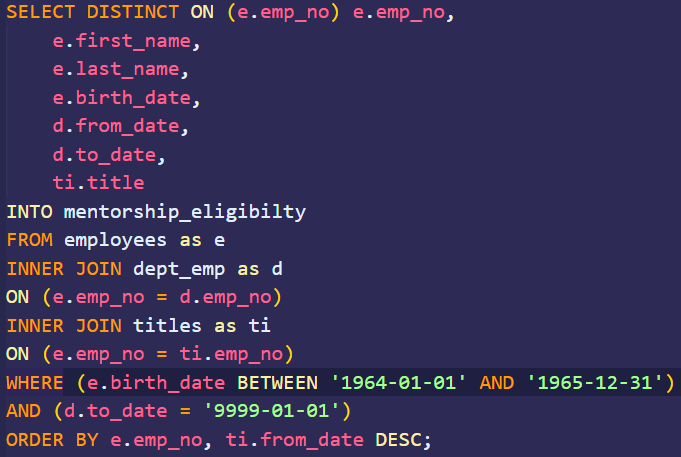 SELECT DISTINCT ON (e.emp_no) e.emp_no,
    e.first_name,
    e.last_name,
    e.birth_date,
    d.from_date,
    d.to_date,
    ti.title
INTO mentorship_eligibilty
FROM employees as e
INNER JOIN dept_emp as d
ON (e.emp_no = d.emp_no)
INNER JOIN titles as ti
ON (e.emp_no = ti.emp_no)
WHERE (e.birth_date BETWEEN '1964-01-01' AND '1965-12-31')
AND (d.to_date = '9999-01-01')
ORDER BY e.emp_no, ti.from_date DESC;